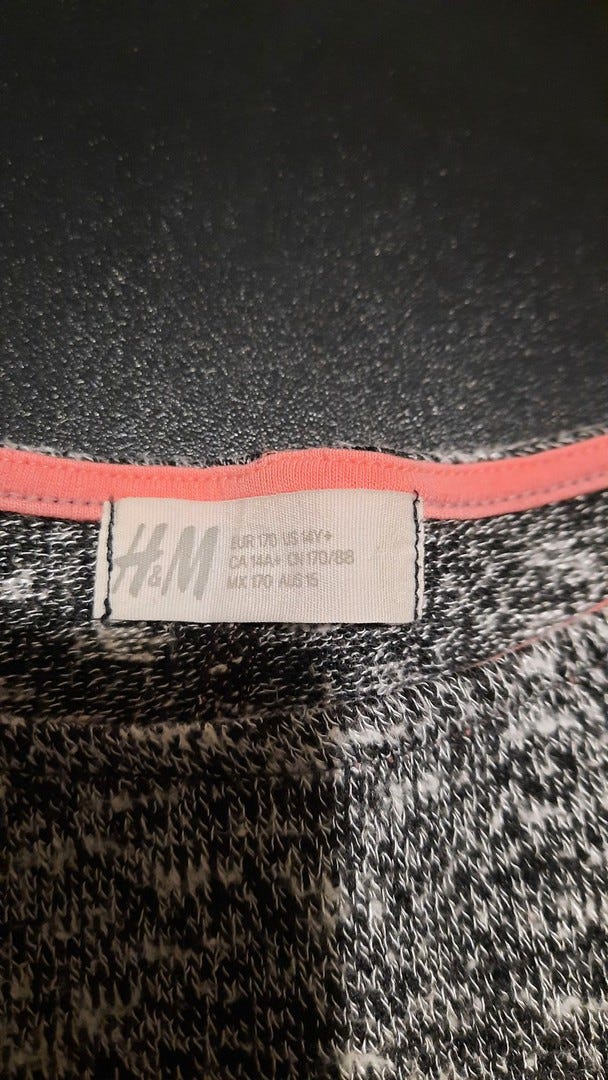 H&M
EUR 170 US 14Y+
CA 14A+ CN 170/88
MX 170 AUS 15